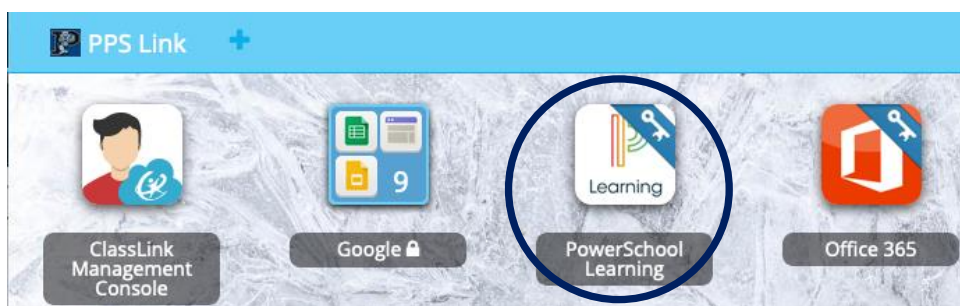 PPS Link +
9
Learning
ClassLink
Management
Console
Google
PowerSchool
Learning
Office 365